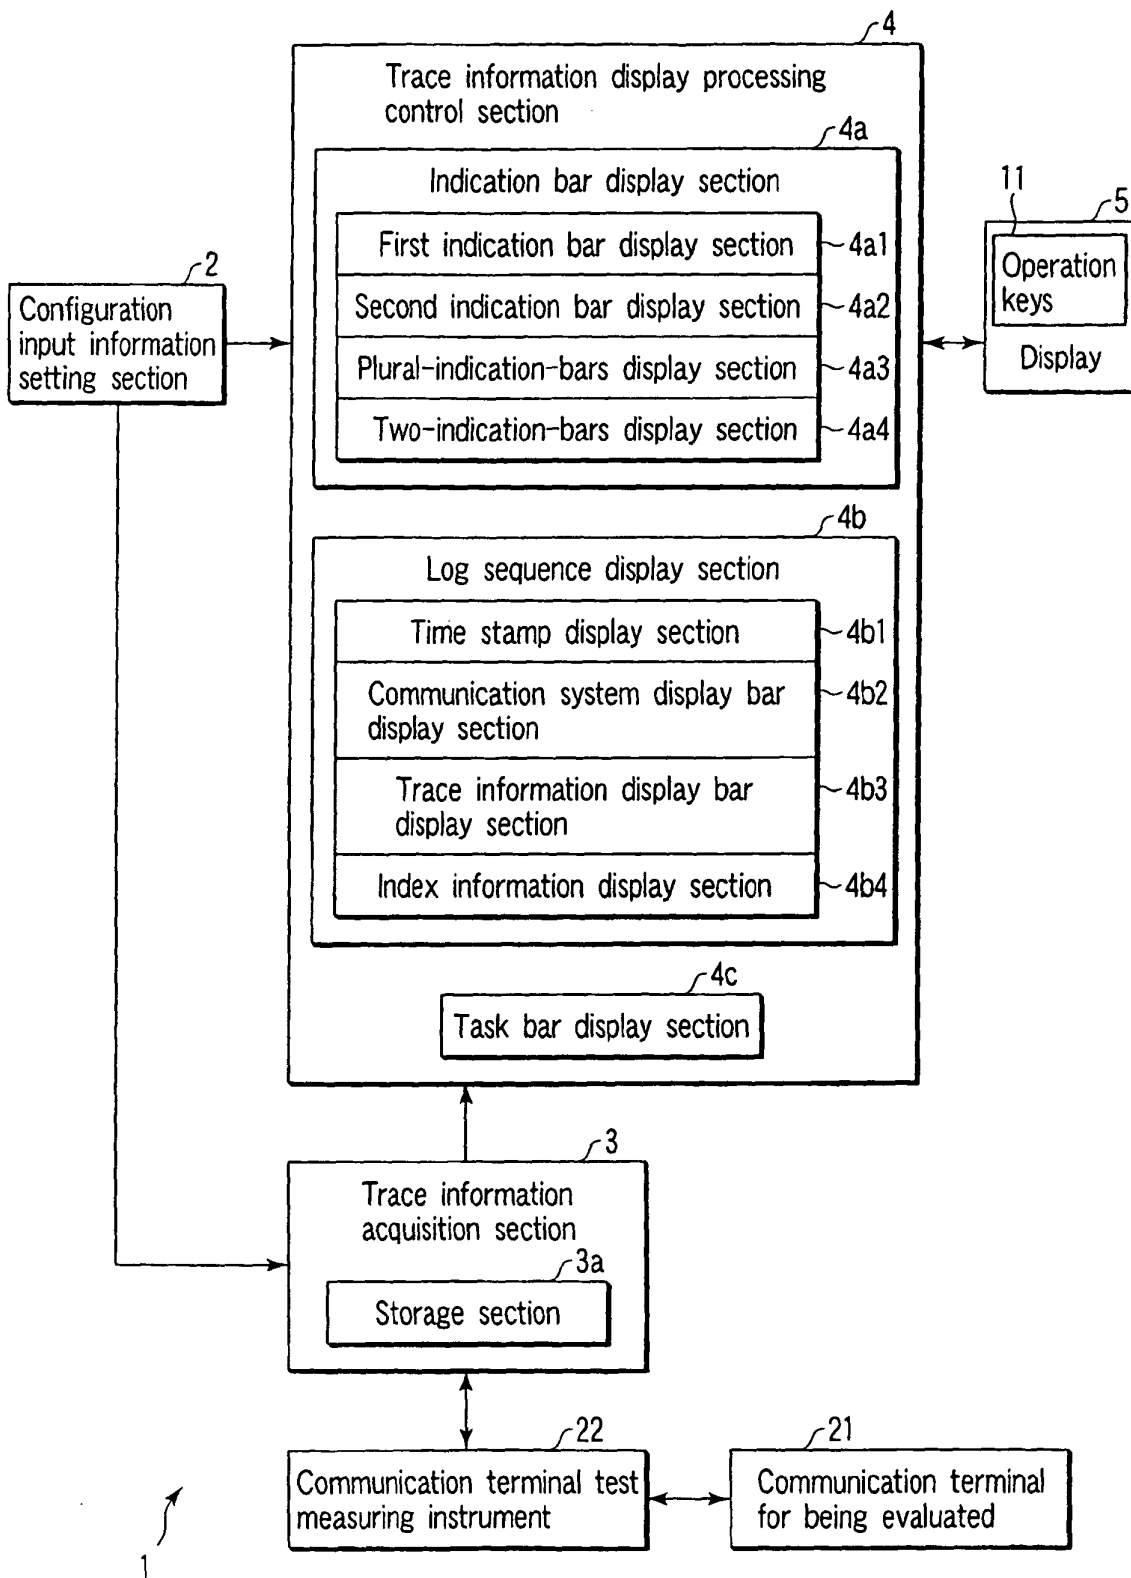 4
Trace information display processing
control section
4a
Indication bar display section
First indication bar display section
4a1
Second indication bar display section
4a2
Plural-indication-bars display section
4a3
Two-indication-bars display section
4a4
11
5
Operation
keys
Display
2
Configuration
input information
setting section
4b
Log sequence display section
Time stamp display section
4b1
Communication system display bar
display section
4b2
Trace information display bar
display section
4b3
Index information display section
4b4
4c
Task bar display section
3
Trace information
acquisition section
3a
Storage section
22
Communication terminal test
measuring instrument
21
Communication terminal
for being evaluated
1